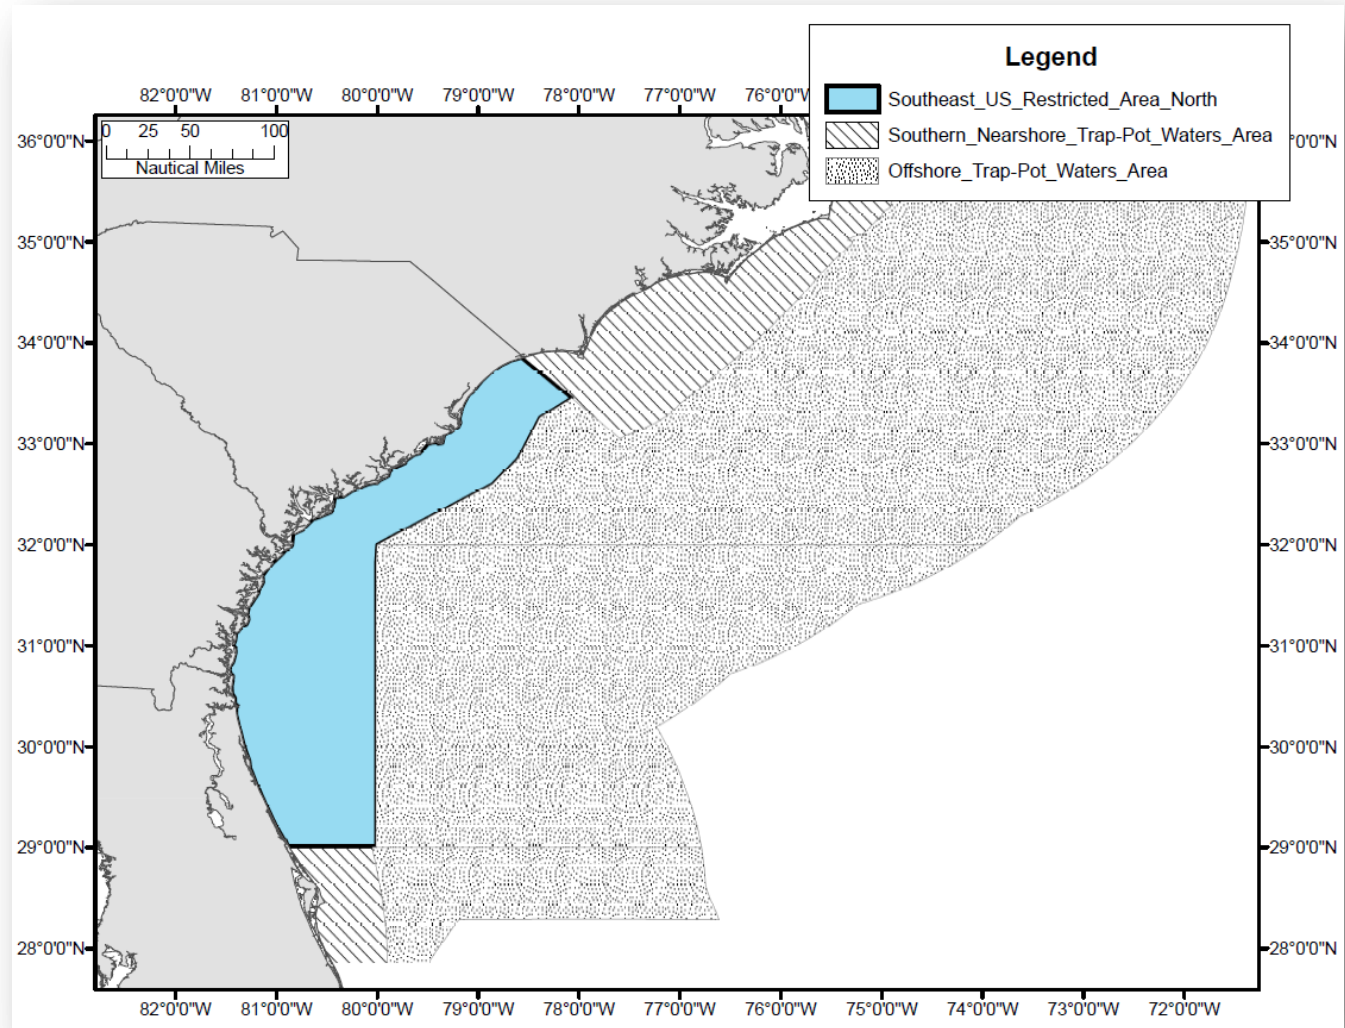 Legend
Southeast_US_Restricted_Area_North
Southern_Nearshore_Trap-Pot_Waters_Area
Offshore_Trap-Pot_Waters_Area
82°0'0"W 81°0'0"W 80°0'0"W 79°0'0"W 78°0'0"W 77°0'0"W 76°0'0"
0 25 50 100
Nautical Miles
36°0'0"N °0'0"N
35°0'0"N 35°0'0"N
34°0'0"N 34°0'0"N
33°0'0"N 33°0'0"N
32°0'0"N 32°0'0"N
31°0'0"N 31°0'0"N
30°0'0"N 30°0'0"N
29°0'0"N 29°0'0"N
28°0'0"N 28°0'0"N
82°0'0"W 81°0'0"W 80°0'0"W 79°0'0"W 78°0'0"W 77°0'0"W 76°0'0"W 75°0'0"W 74°0'0"W 73°0'0"W 72°0'0"W